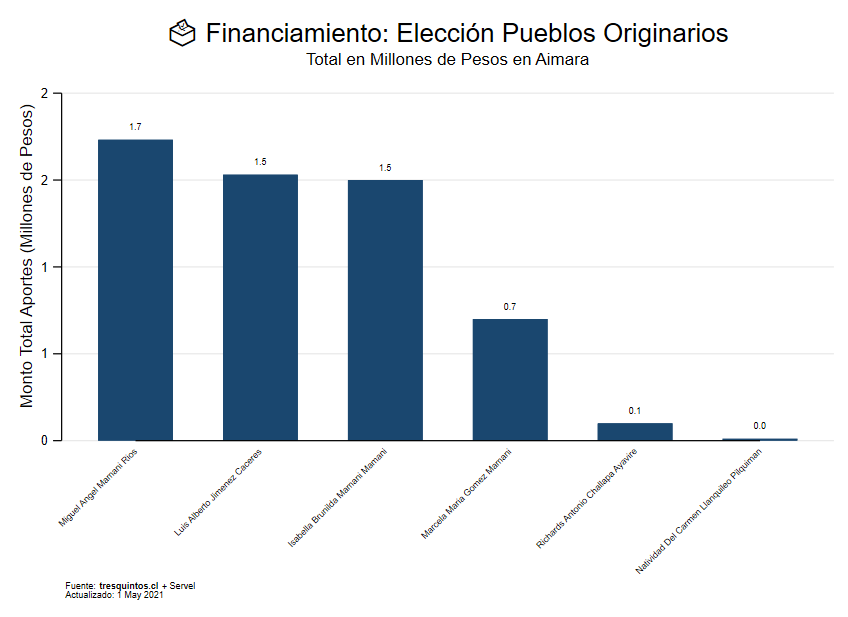 Financiamiento: Elección Pueblos Originarios
Total en Millones de Pesos en Aimara
Monto Total Aportes (Millones de Pesos)
2
2
1
1
0
1.7
1.5
1.5
0.7
0.1
0.0
Miguel Angel Mamani Rios
Luis Alberto Jimenez Caceres
Isabella Brunilda Mamani Mamani
Marcela Maria Gomez Mamani
Richards Antonio Challapa Ayavire
Natividad Del Carmen Llanquileo Pilquiman
Fuente: tresquintos.cl + Servel
Actualizado: 1 May 2021